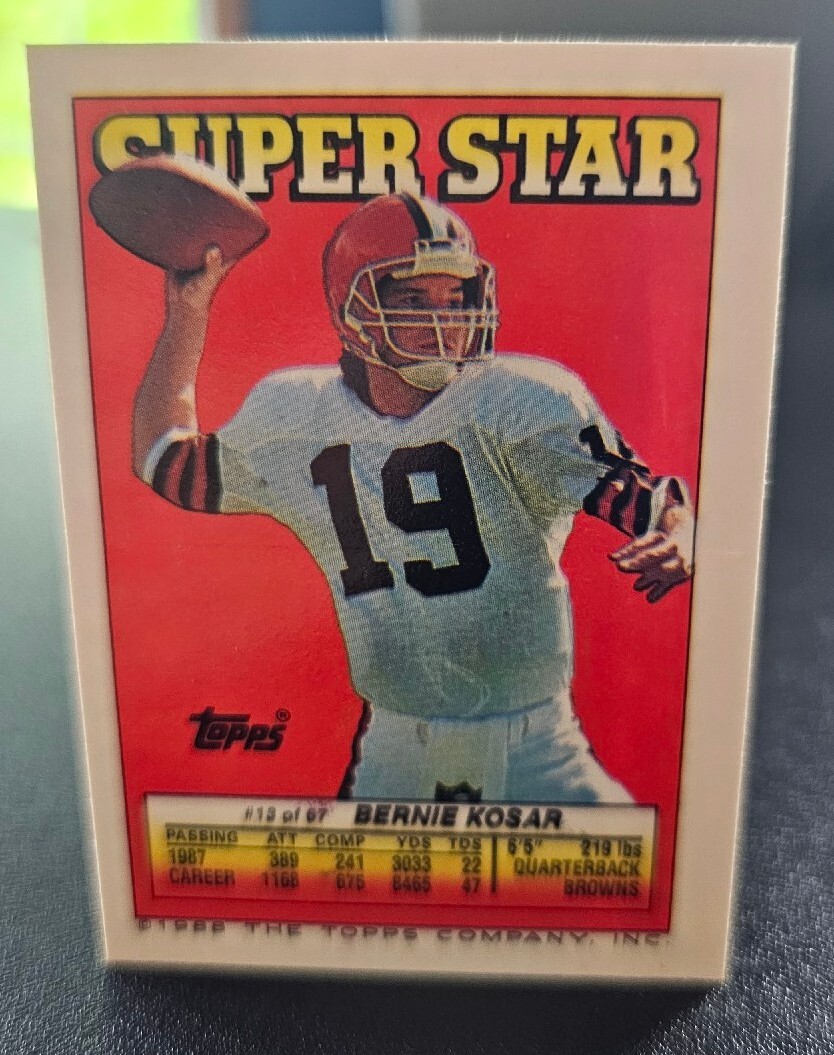 SUPER STAR
19
topps®
#13 of 67 BERNIE KOSAR
PASSING ATT COMP YDS TDS 6'5" 219 lbs
1987 389 241 3033 22 QUARTERBACK
CAREER 1168 675 8465 47 BROWNS
©1988 THE TOPPS COMPANY, INC.